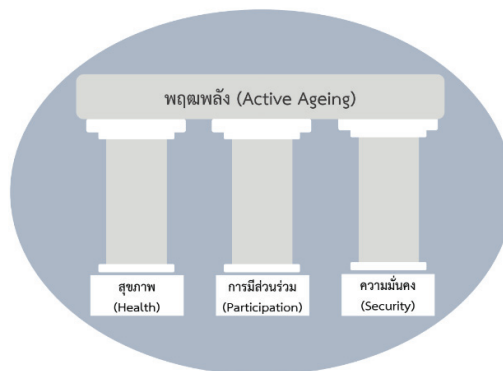 พฤฒพลัง (Active Ageing)
สุขภาพ
(Health)
การมีส่วนร่วม
(Participation)
ความมั่นคง
(Security)